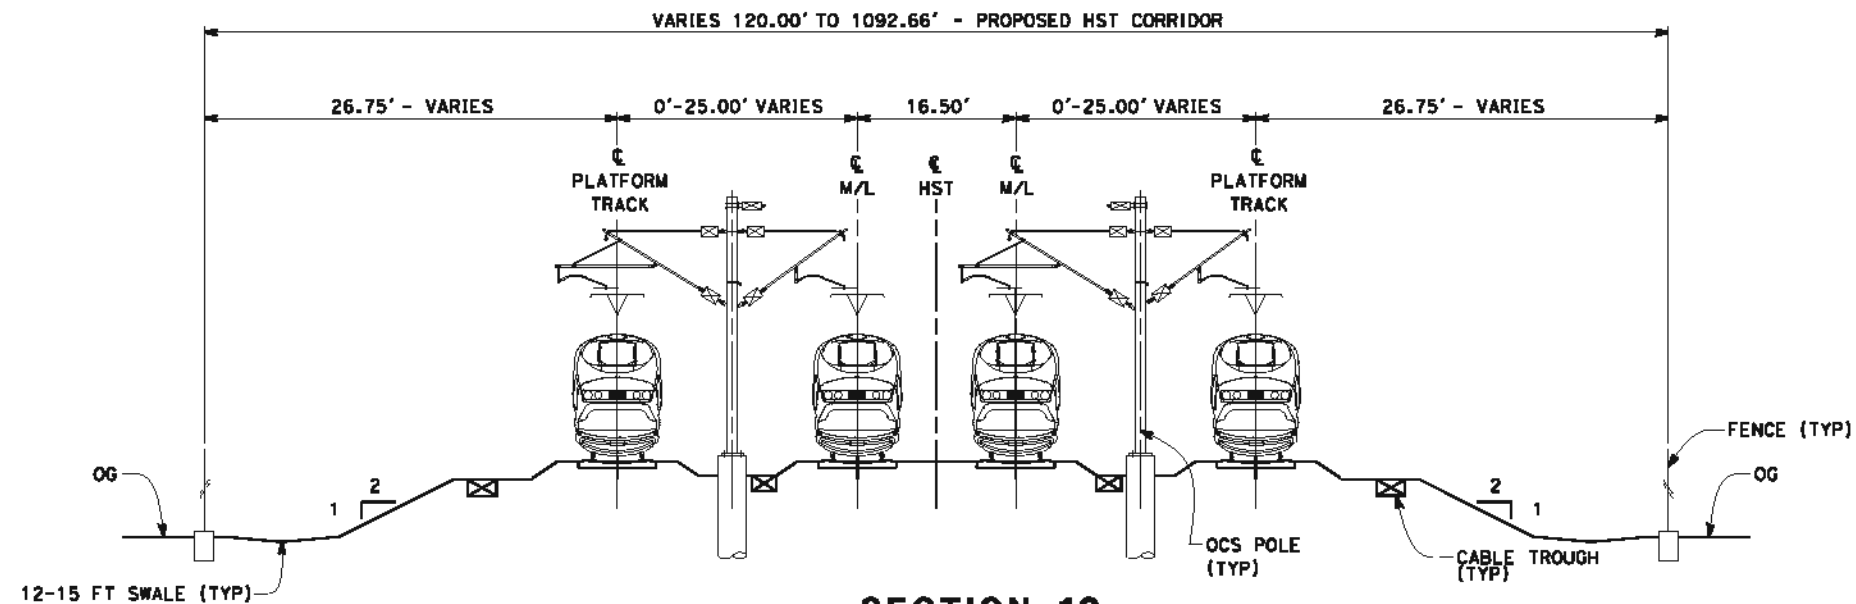 VARIES 120.00' TO 1092.66' - PROPOSED HST CORRIDOR
26.75' - VARIES
0'-25.00' VARIES
16.50'
0'-25.00' VARIES
26.75' - VARIES
℄
PLATFORM
TRACK
℄
M/L
℄
HST
℄
M/L
℄
PLATFORM
TRACK
FENCE (TYP)
OG
OG
1
2
2
1
OCS POLE
(TYP)
CABLE TROUGH
(TYP)
12-15 FT SWALE (TYP)